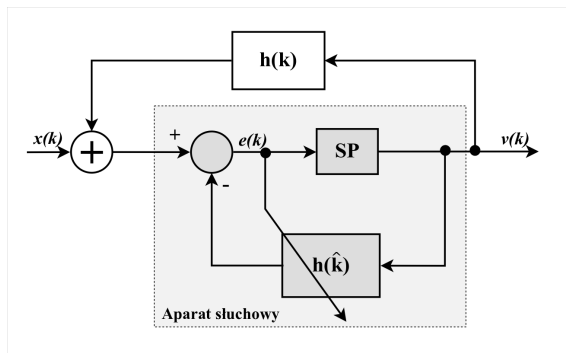 h(k)
x(k)
+
+
e(k)
SP
v(k)
-
h(k̂)
Aparat słuchowy